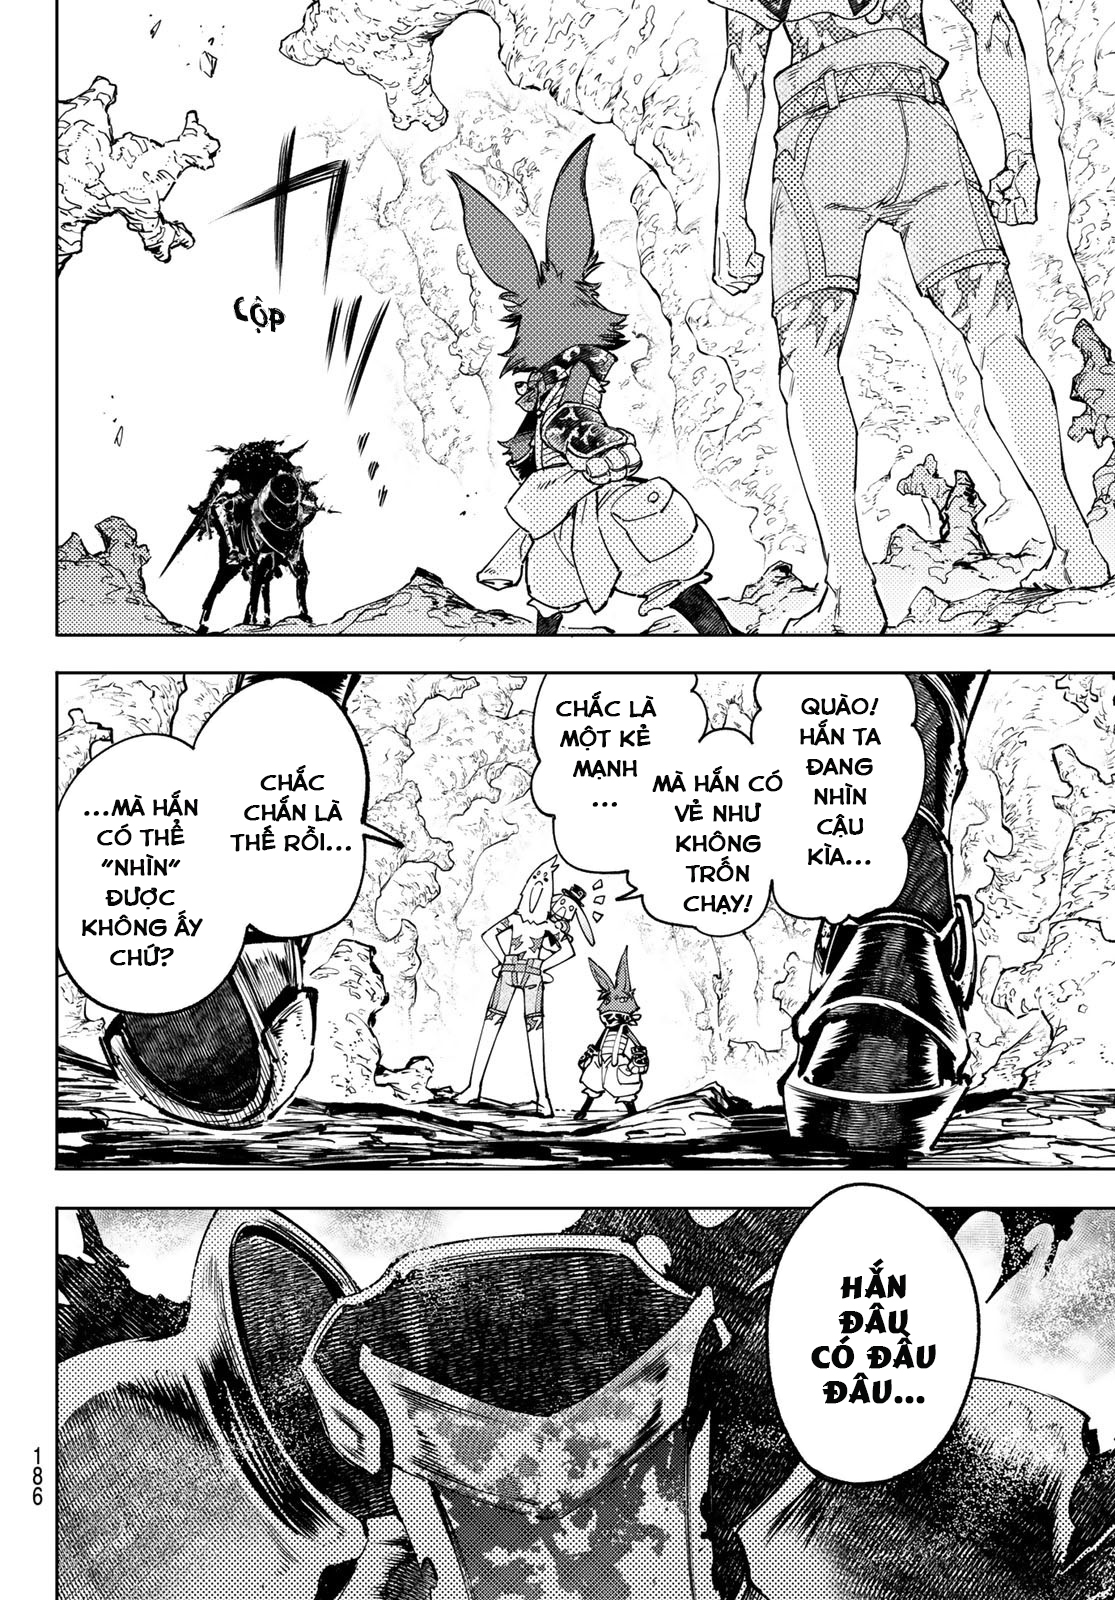 カッ
CỘP
QUÀO!
HẮN TA
ĐANG
NHÌN
CẬU
KÌA...
MÀ HẮN CÓ
VẺ NHƯ
KHÔNG
TRỐN
CHẠY!
CHẮC LÀ
MỘT KẺ
MẠNH
...
CHẮC
CHẮN LÀ
THẾ RỒI...
...MÀ HẮN
CÓ THỂ
“NHÌN”
ĐƯỢC
KHÔNG ẤY
CHỨ?
HẮN
ĐÂU
CÓ ĐẦU
ĐÂU...
186